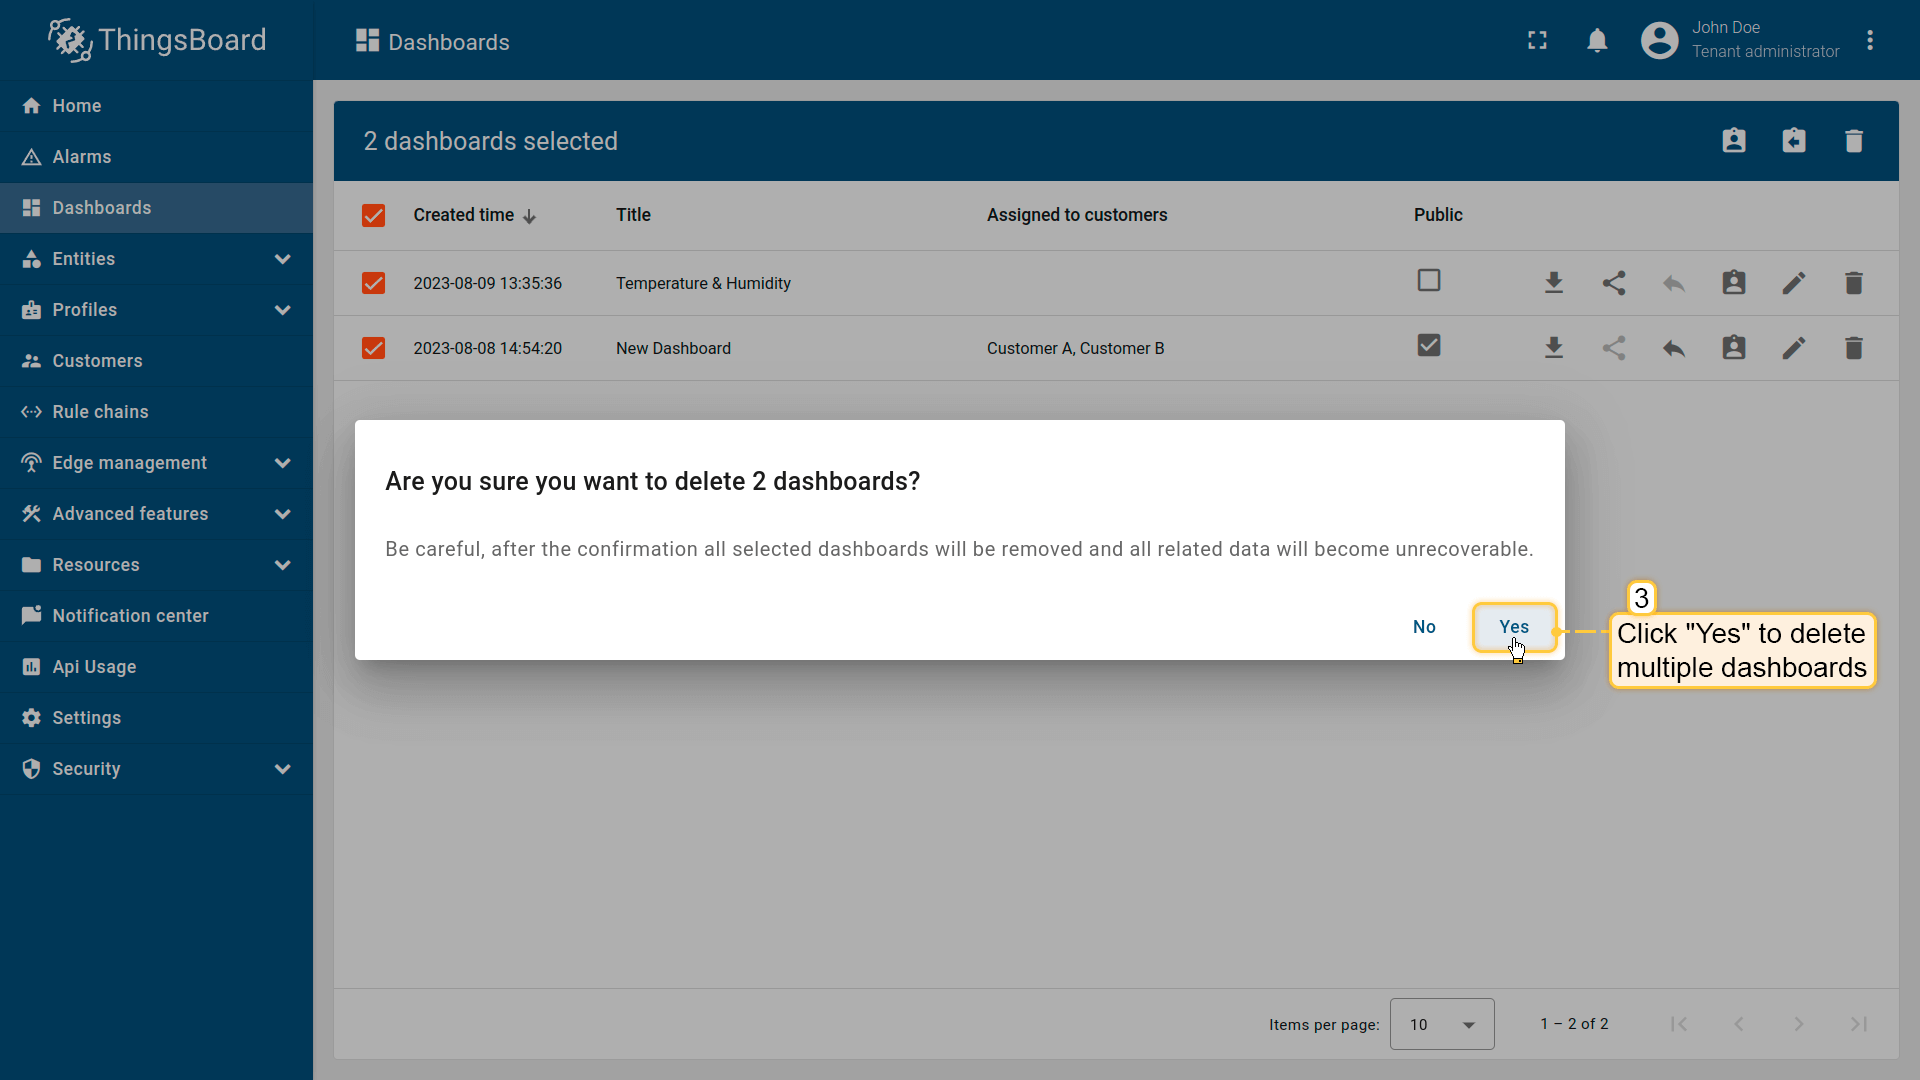 ThingsBoard
Dashboards
John Doe
Tenant administrator
Home
Alarms
Dashboards
Entities
Profiles
Customers
Rule chains
Edge management
Advanced features
Resources
Notification center
Api Usage
Settings
Security
2 dashboards selected
Created time Title Assigned to customers Public
2023-08-09 13:35:36 Temperature & Humidity
2023-08-08 14:54:20 New Dashboard Customer A, Customer B
Are you sure you want to delete 2 dashboards?
Be careful, after the confirmation all selected dashboards will be removed and all related data will become unrecoverable.
No Yes
3
Click "Yes" to delete
multiple dashboards
Items per page: 10 1 – 2 of 2